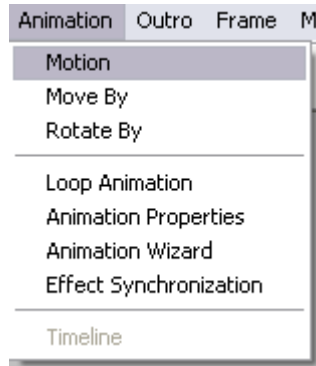 Animation Outro Frame M
Motion
Move By
Rotate By
Loop Animation
Animation Properties
Animation Wizard
Effect Synchronization
Timeline